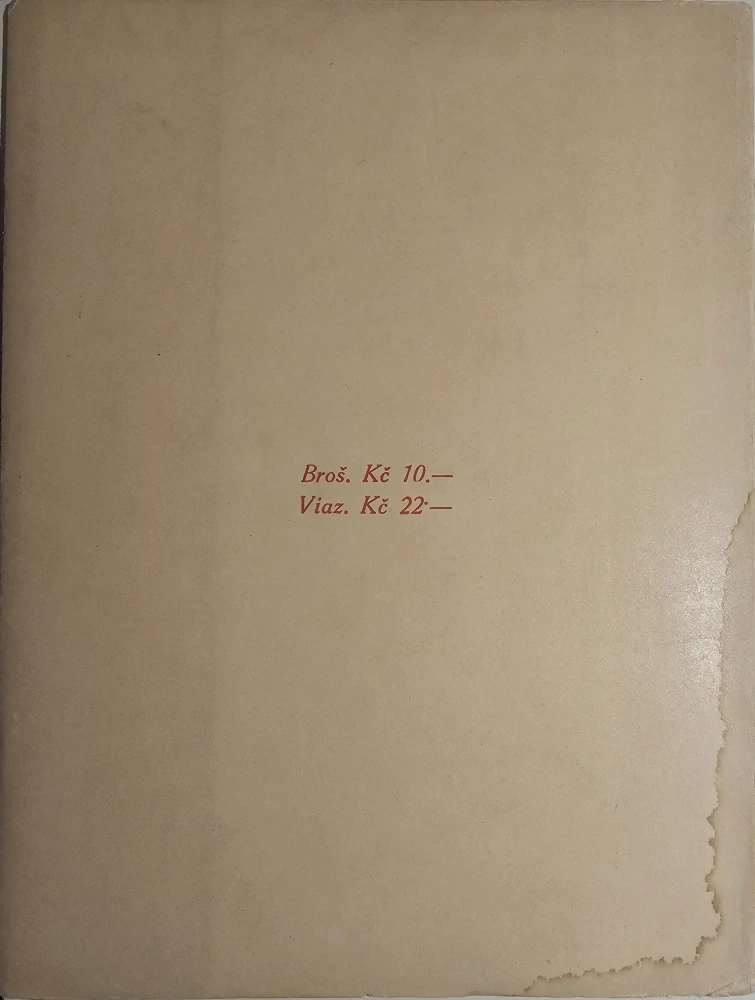 Broš. Kč 10.—
Viaz. Kč 22·—